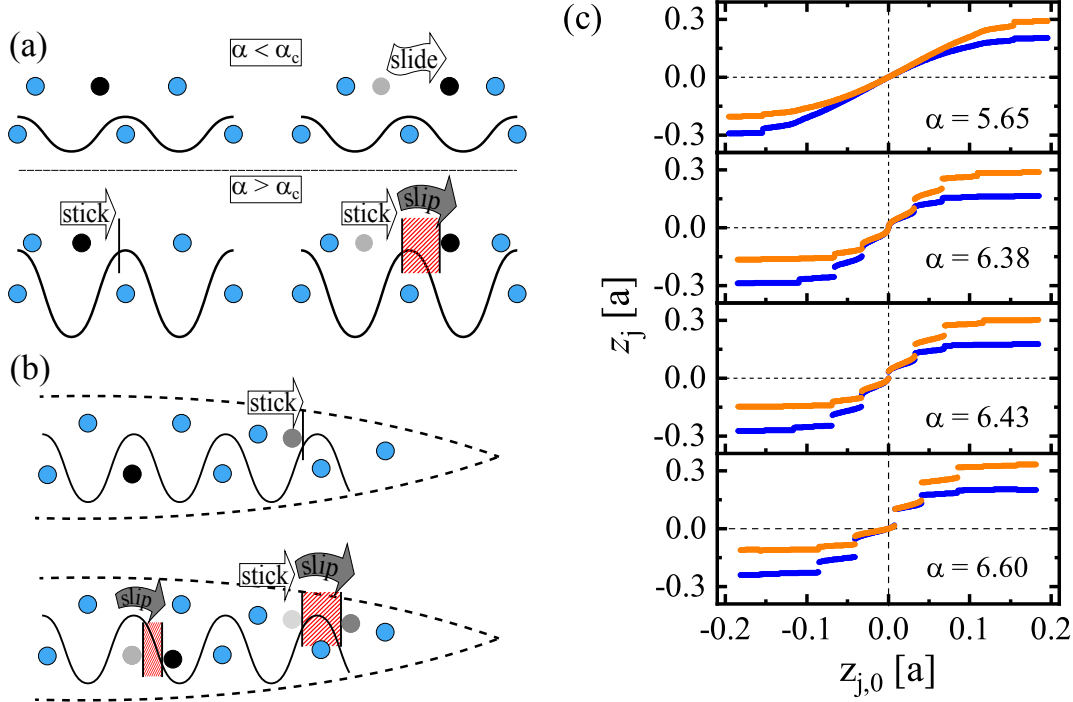 (a)
α < αc
slide
α > αc
stick
stick
slip
(b)
stick
slip
stick
slip
(c)
zj [a]
0.3
0.0
-0.3
α = 5.65
0.3
0.0
-0.3
α = 6.38
0.3
0.0
-0.3
α = 6.43
0.3
0.0
-0.3
α = 6.60
-0.2 -0.1 0.0 0.1 0.2
zj,0 [a]